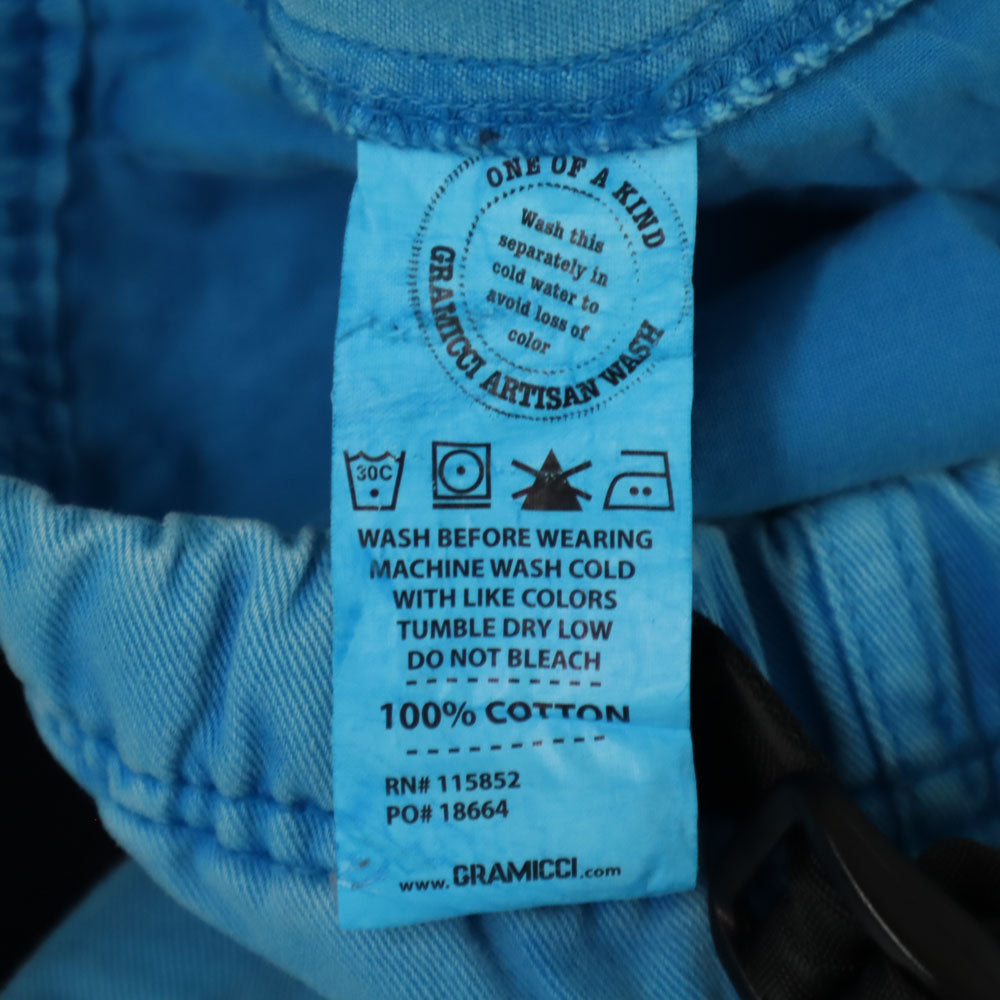 ONE OF A KIND
Wash this
separately in
cold water to
avoid loss of
color
GRAMICCI ARTISAN WASH
30C
WASH BEFORE WEARING
MACHINE WASH COLD
WITH LIKE COLORS
TUMBLE DRY LOW
DO NOT BLEACH
100% COTTON
RN# 115852
PO# 18664
www.GRAMICCI.com